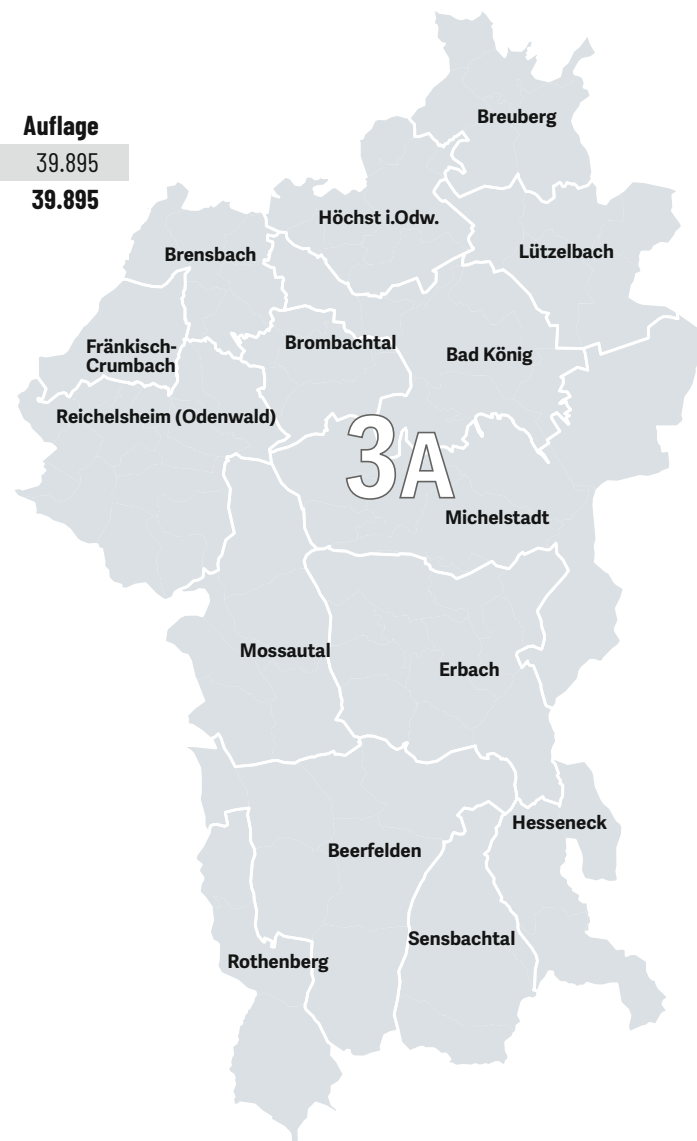 Auflage
39.895
39.895
Breuberg
Höchst i.Odw.
Lützelbach
Brensbach
Fränkisch-
Crumbach
Brombachtal
Bad König
Reichelsheim (Odenwald)
3A
Michelstadt
Mossautal
Erbach
Hesseneck
Beerfelden
Sensbachtal
Rothenberg